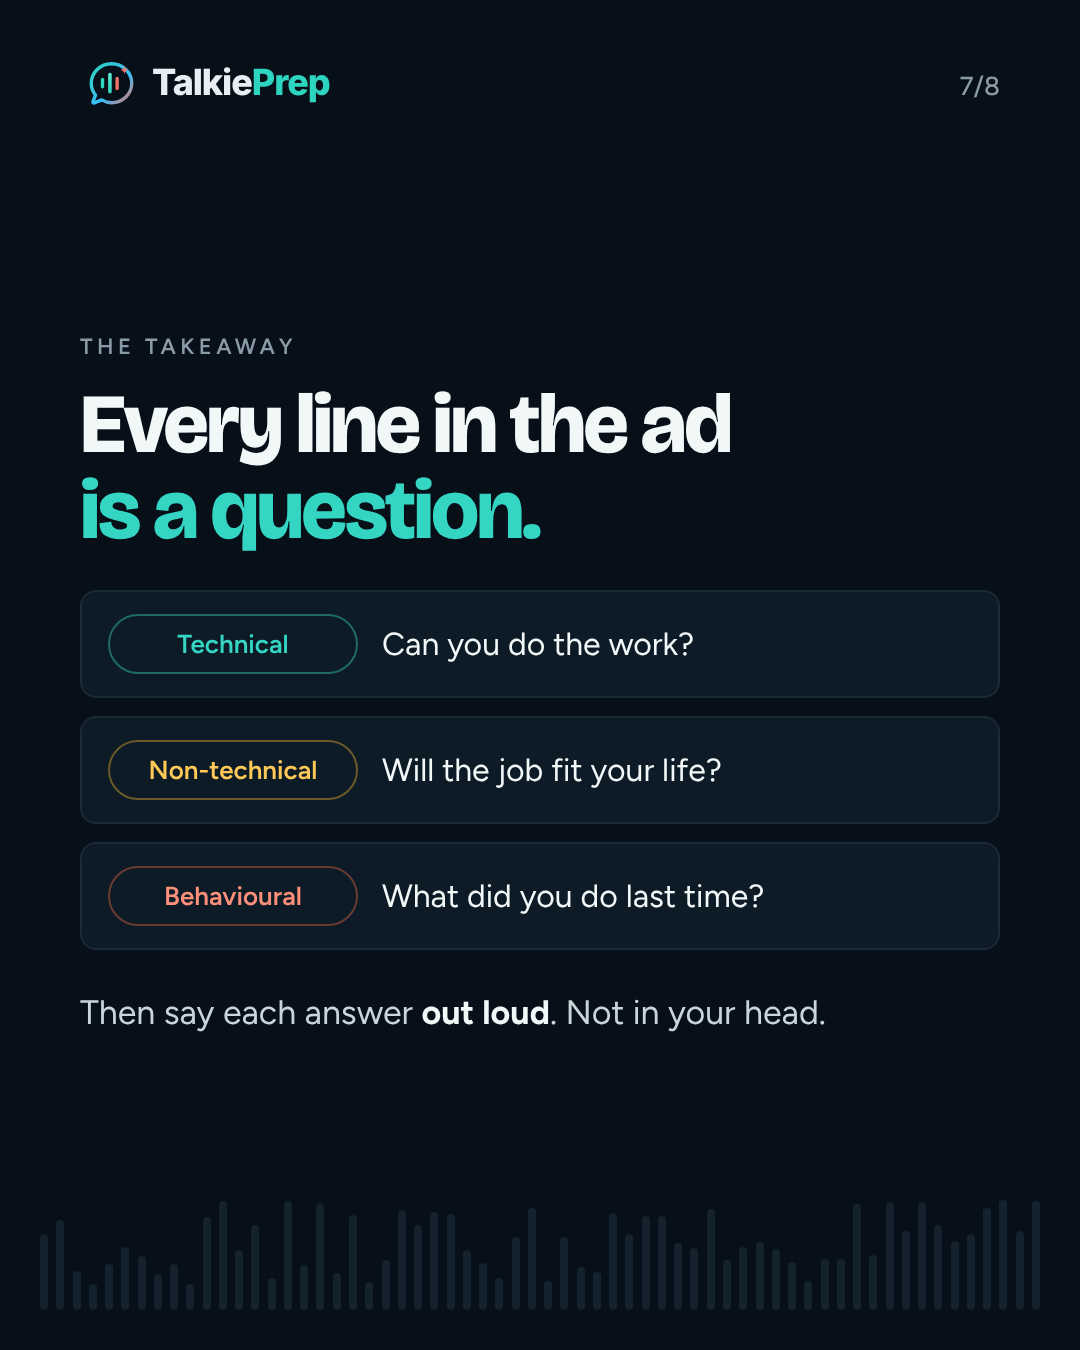 TalkiePrep
7/8
THE TAKEAWAY
Every line in the ad
is a question.
Technical Can you do the work?
Non-technical Will the job fit your life?
Behavioural What did you do last time?
Then say each answer out loud. Not in your head.